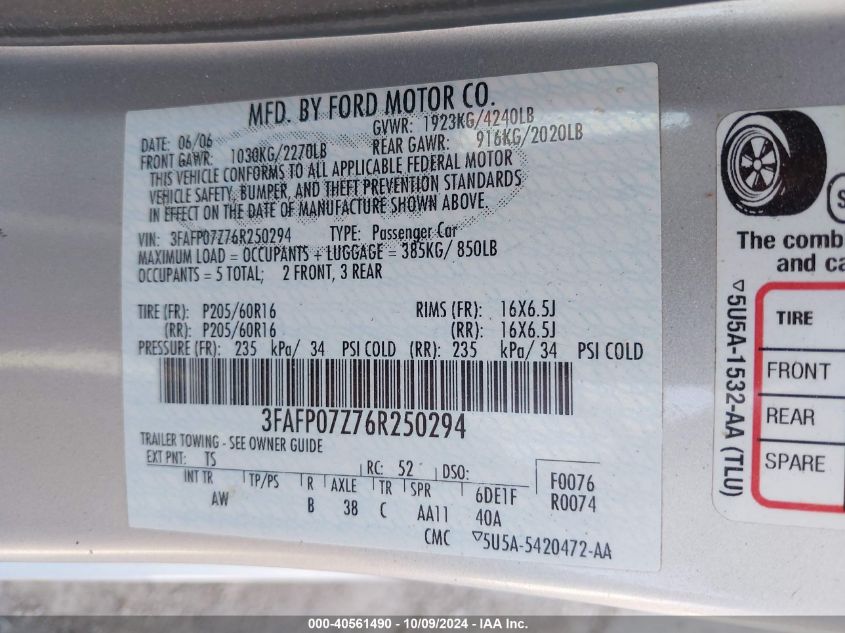 MFD. BY FORD MOTOR CO.
DATE: 06/06 GVWR: 1923KG/4240LB
FRONT GAWR: 1030KG/2270LB REAR GAWR: 916KG/2020LB
THIS VEHICLE CONFORMS TO ALL APPLICABLE FEDERAL MOTOR
VEHICLE SAFETY, BUMPER, AND THEFT PREVENTION STANDARDS
IN EFFECT ON THE DATE OF MANUFACTURE SHOWN ABOVE.
VIN: 3FAFP07Z76R250294 TYPE: Passenger Car
MAXIMUM LOAD = OCCUPANTS + LUGGAGE = 385KG/ 850LB
OCCUPANTS = 5 TOTAL; 2 FRONT, 3 REAR
TIRE (FR): P205/60R16 RIMS (FR): 16X6.5J
(RR): P205/60R16 (RR): 16X6.5J
PRESSURE (FR): 235 kPa/ 34 PSI COLD (RR): 235 kPa/ 34 PSI COLD
3FAFP07Z76R250294
TRAILER TOWING - SEE OWNER GUIDE
EXT PNT: TS RC: 52 DSO: F0076
INT TR TP/PS R AXLE TR SPR 6DE1F R0074
AW B 38 C AA11 40A
CMC ▽5U5A-5420472-AA
The comb
and ca
▽5U5A-1532-AA (TLU)
TIRE
FRONT
REAR
SPARE
000-40561490 - 10/09/2024 - IAA Inc.